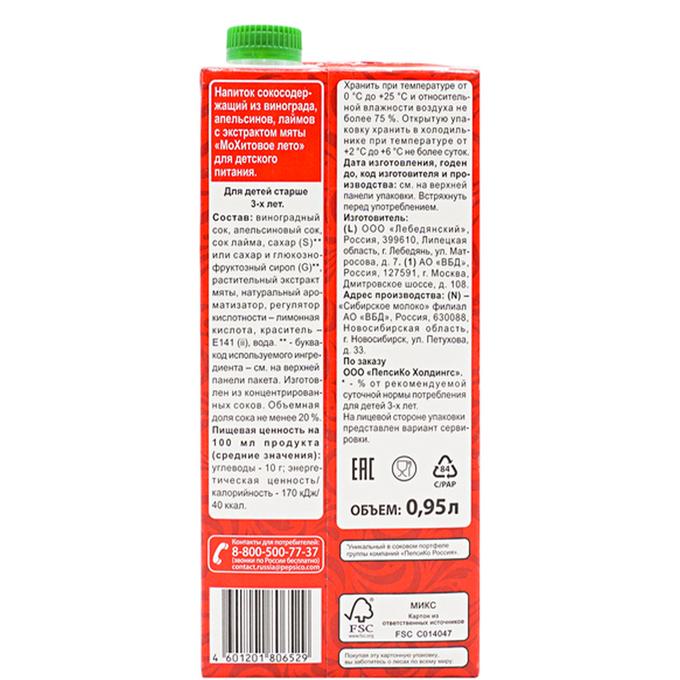 Напиток сокосодер-
жащий из винограда,
апельсинов, лаймов
с экстрактом мяты
«МоХитовое лето»
для детского
питания.
Для детей старше
3-х лет.
Состав: виноградный
сок, апельсиновый сок,
сок лайма, сахар (S)**
или сахар и глюкозно-
фруктозный сироп (G)**,
растительный экстракт
мяты, натуральный аро-
матизатор, регулятор
кислотности – лимонная
кислота, краситель –
Е141 (ii), вода. ** - буква-
код используемого ингре-
диента – см. на верхней
панели пакета. Изготов-
лен из концентрирован-
ных соков. Объемная
доля сока не менее 20 %.
Пищевая ценность на
100 мл продукта
(средние значения):
углеводы - 10 г; энерге-
тическая ценность/
калорийность - 170 кДж/
40 ккал.
Контакты для потребителей:
8-800-500-77-37
(звонки по России бесплатно)
contact.russia@pepsico.com
4 601201 806529
Хранить при температуре от
0 °С до +25 °С и относитель-
ной влажности воздуха не
более 75 %. Открытую упа-
ковку хранить в холодиль-
нике при температуре от
+2 °С до +6 °С не более суток.
Дата изготовления, годен
до, код изготовителя и про-
изводства: см. на верхней
панели упаковки. Встряхнуть
перед употреблением.
Изготовитель:
(L) ООО «Лебедянский»,
Россия, 399610, Липецкая
область, г. Лебедянь, ул. Мат-
росова, д. 7. (1) АО «ВБД»,
Россия, 127591, г. Москва,
Дмитровское шоссе, д. 108.
Адрес производства: (N) –
«Сибирское молоко» филиал
АО «ВБД», Россия, 630088,
Новосибирская область,
г. Новосибирск, ул. Петухова,
д. 33.
По заказу
ООО «ПепсиКо Холдингс».
* - % от рекомендуемой
суточной нормы потребления
для детей 3-х лет.
На лицевой стороне упаковки
представлен вариант серви-
ровки.
EAC
84
C/PAP
ОБЪЕМ: 0,95л
*Уникальный в соковом портфеле
группы компаний «ПепсиКо Россия».
FSC
www.fsc.org
МИКС
Картон из
ответственных источников
FSC C014047
Покупая эту картонную упаковку,
вы заботитесь о лесах по всему миру.